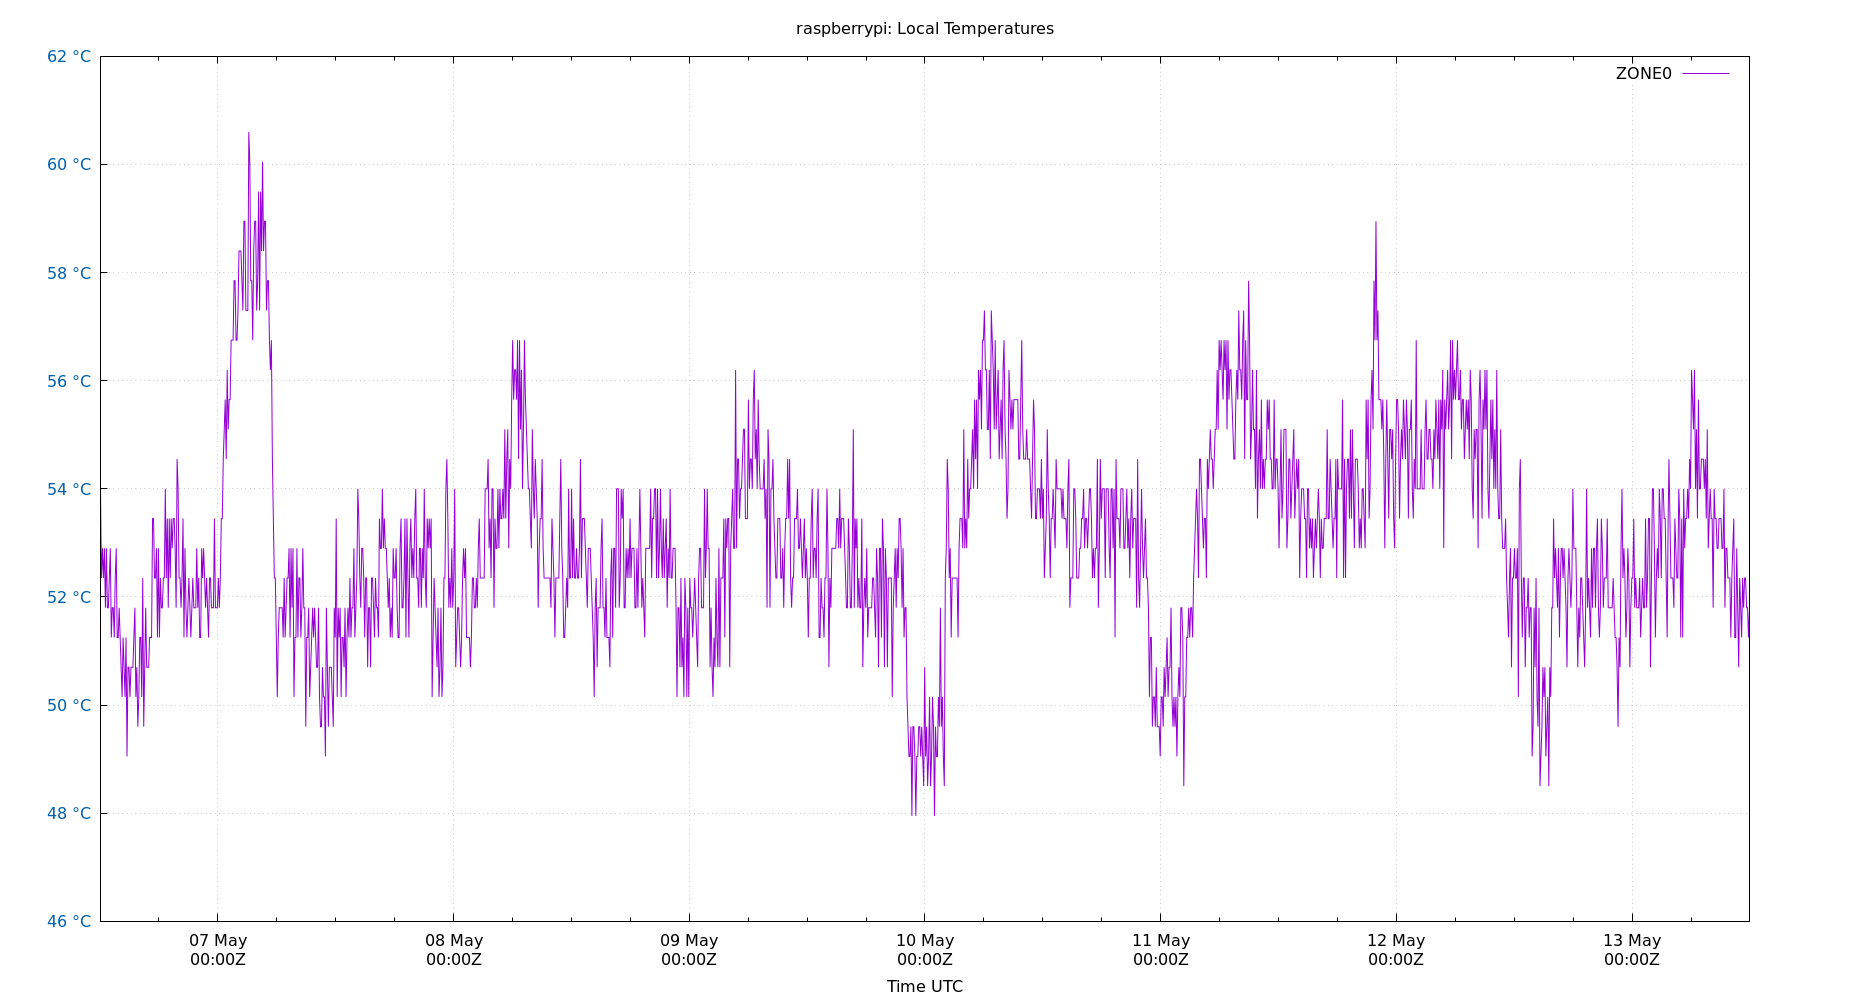 raspberrypi: Local Temperatures
ZONE0
62 °C
60 °C
58 °C
56 °C
54 °C
52 °C
50 °C
48 °C
46 °C
07 May 08 May 09 May 10 May 11 May 12 May 13 May
00:00Z 00:00Z 00:00Z 00:00Z 00:00Z 00:00Z 00:00Z
Time UTC